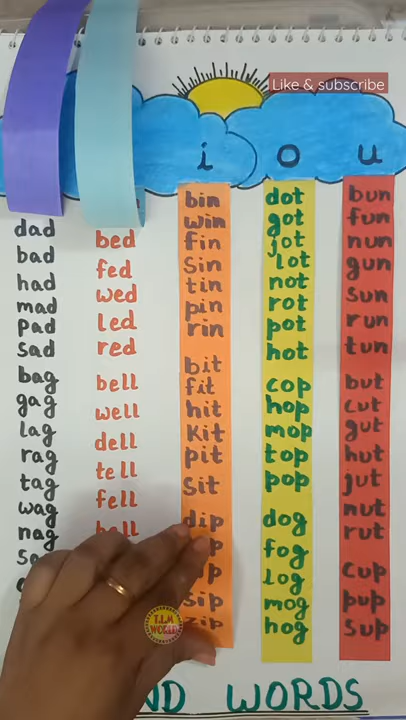 Like & subscribe
dad
bad
had
mad
pad
sad
bag
gag
lag
rag
tag
wag
nag
bed
fed
wed
led
red
bell
well
dell
tell
fell
i
bin
win
fin
sin
tin
pin
rin
bit
fit
hit
Kit
pit
sit
dip
sip
zip
o
dot
got
jot
lot
not
rot
pot
hot
cop
hop
mop
top
pop
dog
fog
log
mog
hog
u
bun
fun
nun
gun
sun
run
tun
but
cut
gut
hut
jut
nut
rut
cup
pup
sup
T.L.M
WORLD
WORDS